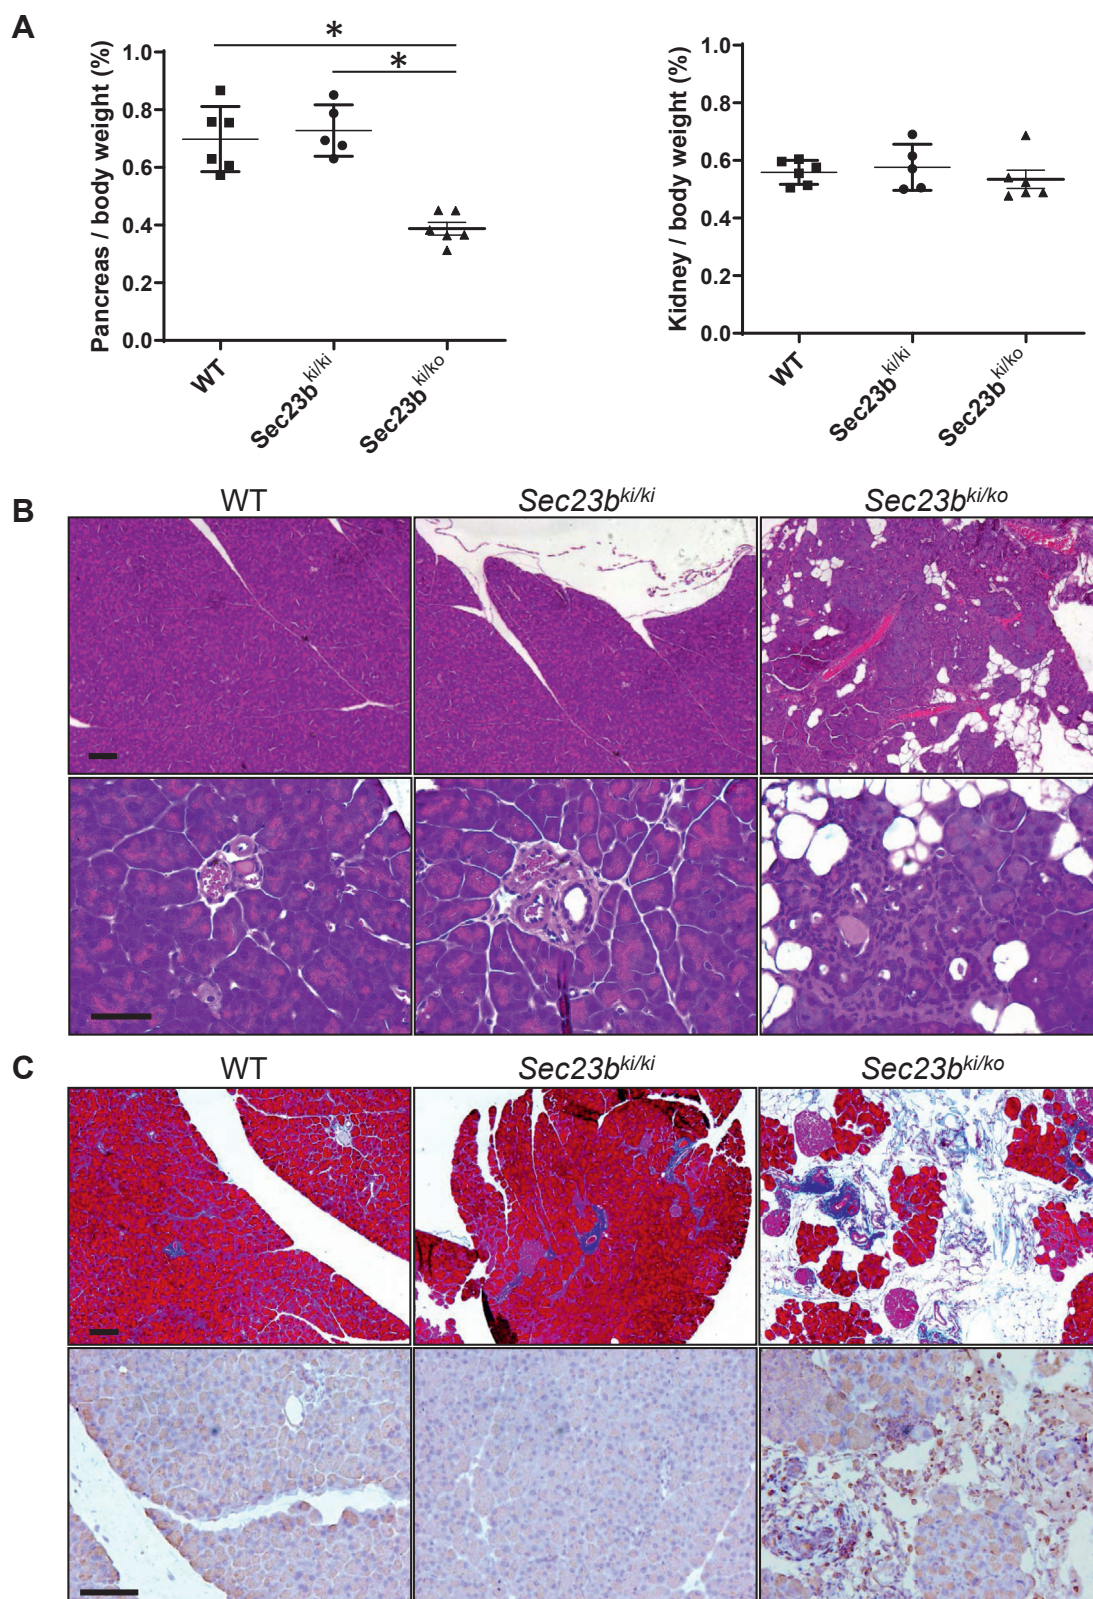 A
Pancreas / body weight (%)
1.0
0.8
0.6
0.4
0.2
0.0
*
*
WT
Sec23b ki/ki
Sec23b ki/ko
Kidney / body weight (%)
1.0
0.8
0.6
0.4
0.2
0.0
WT
Sec23b ki/ki
Sec23b ki/ko
B
WT
Sec23b ki/ki
Sec23b ki/ko
C
WT
Sec23b ki/ki
Sec23b ki/ko